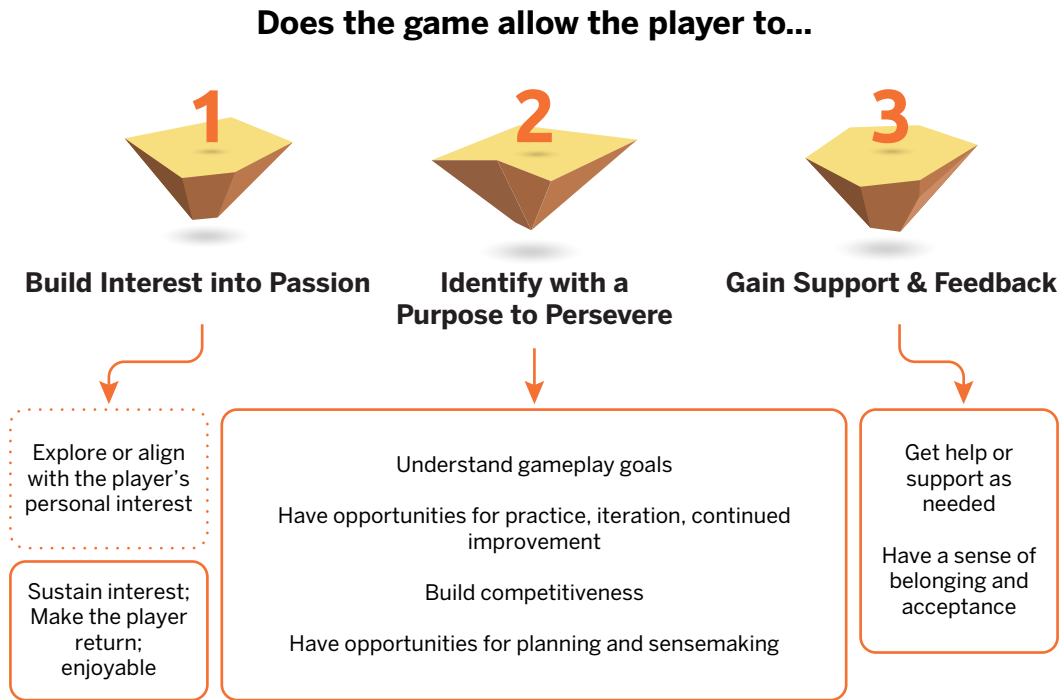 Does the game allow the player to...
1
Build Interest into Passion
Explore or align
with the player’s
personal interest
Sustain interest;
Make the player
return;
enjoyable
2
Identify with a
Purpose to Persevere
Understand gameplay goals
Have opportunities for practice, iteration, continued
improvement
Build competitiveness
Have opportunities for planning and sensemaking
3
Gain Support & Feedback
Get help or
support as
needed
Have a sense of
belonging and
acceptance